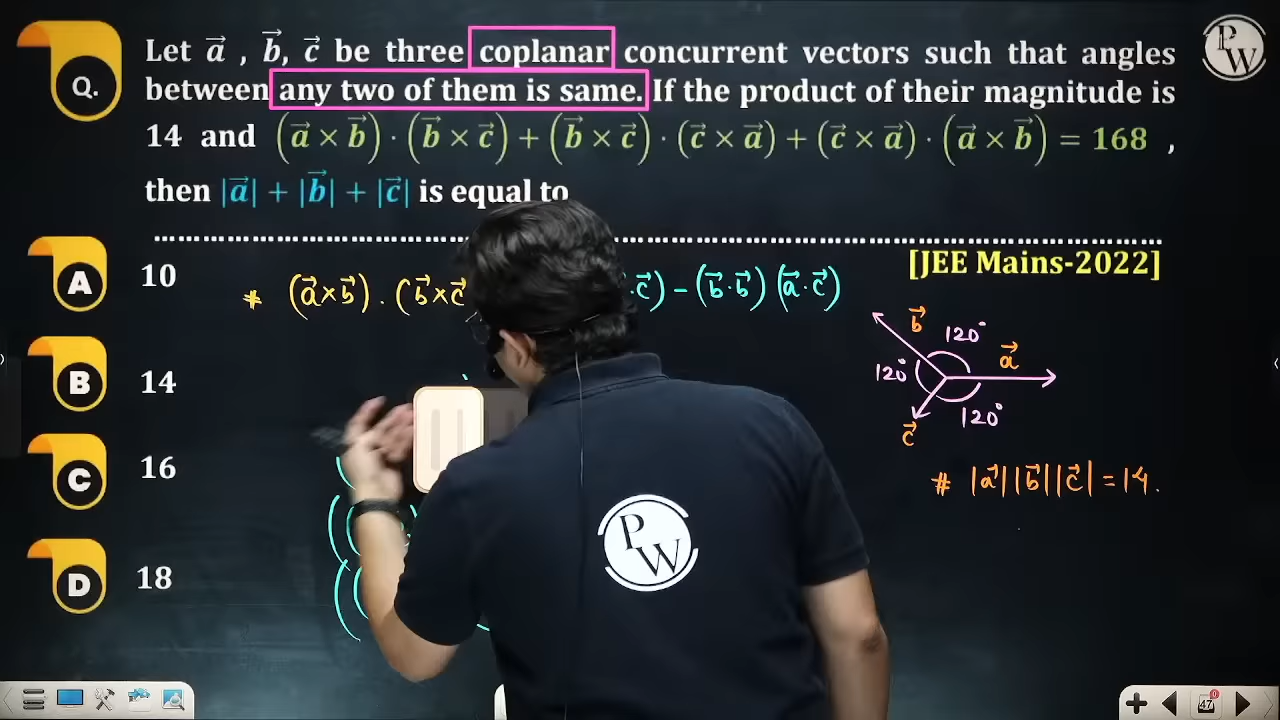 Q.
Let a⃗ , b⃗, c⃗ be three coplanar concurrent vectors such that angles
between any two of them is same. If the product of their magnitude is
14 and (a⃗ × b⃗) · (b⃗ × c⃗) + (b⃗ × c⃗) · (c⃗ × a⃗) + (c⃗ × a⃗) · (a⃗ × b⃗) = 168 ,
then |a⃗| + |b⃗| + |c⃗| is equal to
[JEE Mains-2022]
A 10
B 14
C 16
D 18
* (a⃗×b⃗) . (b⃗×c⃗ ·c⃗) – (b⃗·b⃗) (a⃗·c⃗)
b⃗ 120° a⃗
120°
c⃗ 120°
# |a⃗||b⃗||c⃗| = 14.
PW
PW
47